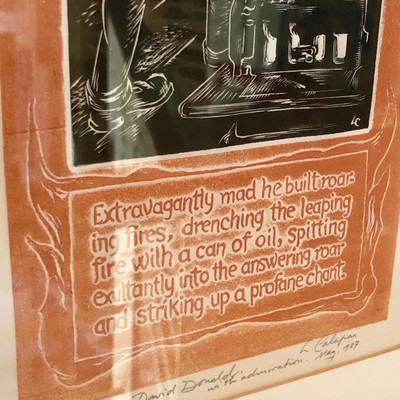 LC
Extravagantly mad he built roar-
ing fires, drenching the leaping
fire with a can of oil, spitting
exultantly into the answering roar
and striking up a profane chant.
David Donald,
with admiration.
L. Calapai
May, 1987